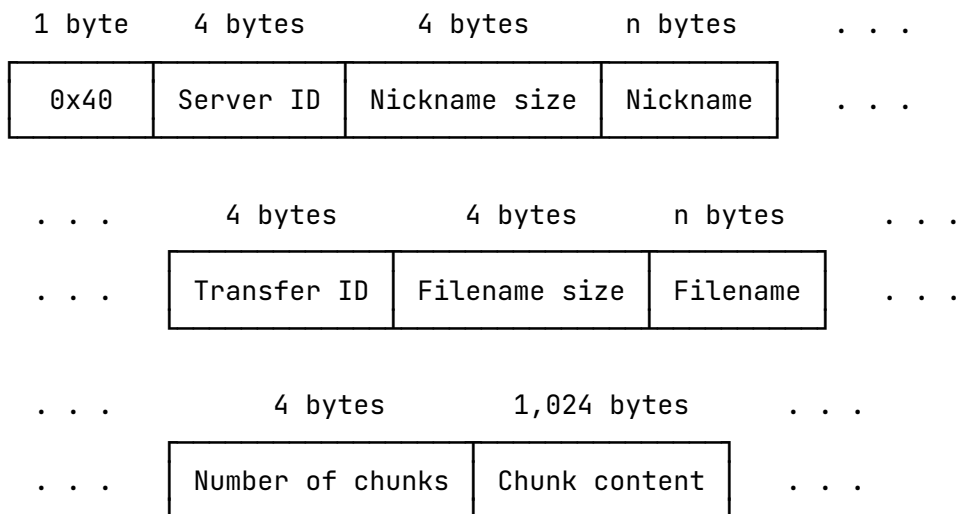 1 byte 4 bytes 4 bytes n bytes . . .
0x40 Server ID Nickname size Nickname . . .
. . . 4 bytes 4 bytes n bytes . . .
. . . Transfer ID Filename size Filename . . .
. . . 4 bytes 1,024 bytes . . .
. . . Number of chunks Chunk content . . .